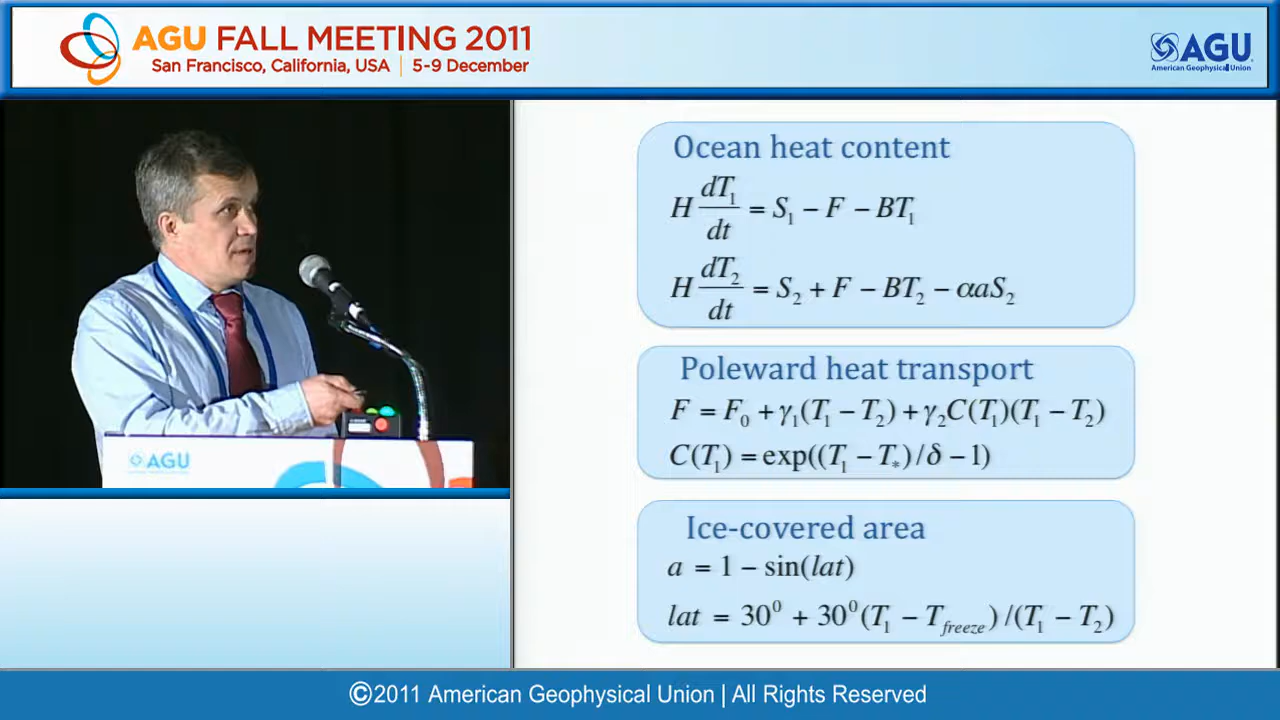 AGU FALL MEETING 2011
San Francisco, California, USA | 5-9 December
AGU
American Geophysical Union
Ocean heat content
H dT₁/dt = S₁ − F − BT₁
H dT₂/dt = S₂ + F − BT₂ − αaS₂
Poleward heat transport
F = F₀ + γ₁(T₁ − T₂) + γ₂C(T₁)(T₁ − T₂)
C(T₁) = exp((T₁ − T*)/δ − 1)
Ice-covered area
a = 1 − sin(lat)
lat = 30⁰ + 30⁰(T₁ − T_freeze)/(T₁ − T₂)
AGU
©2011 American Geophysical Union | All Rights Reserved